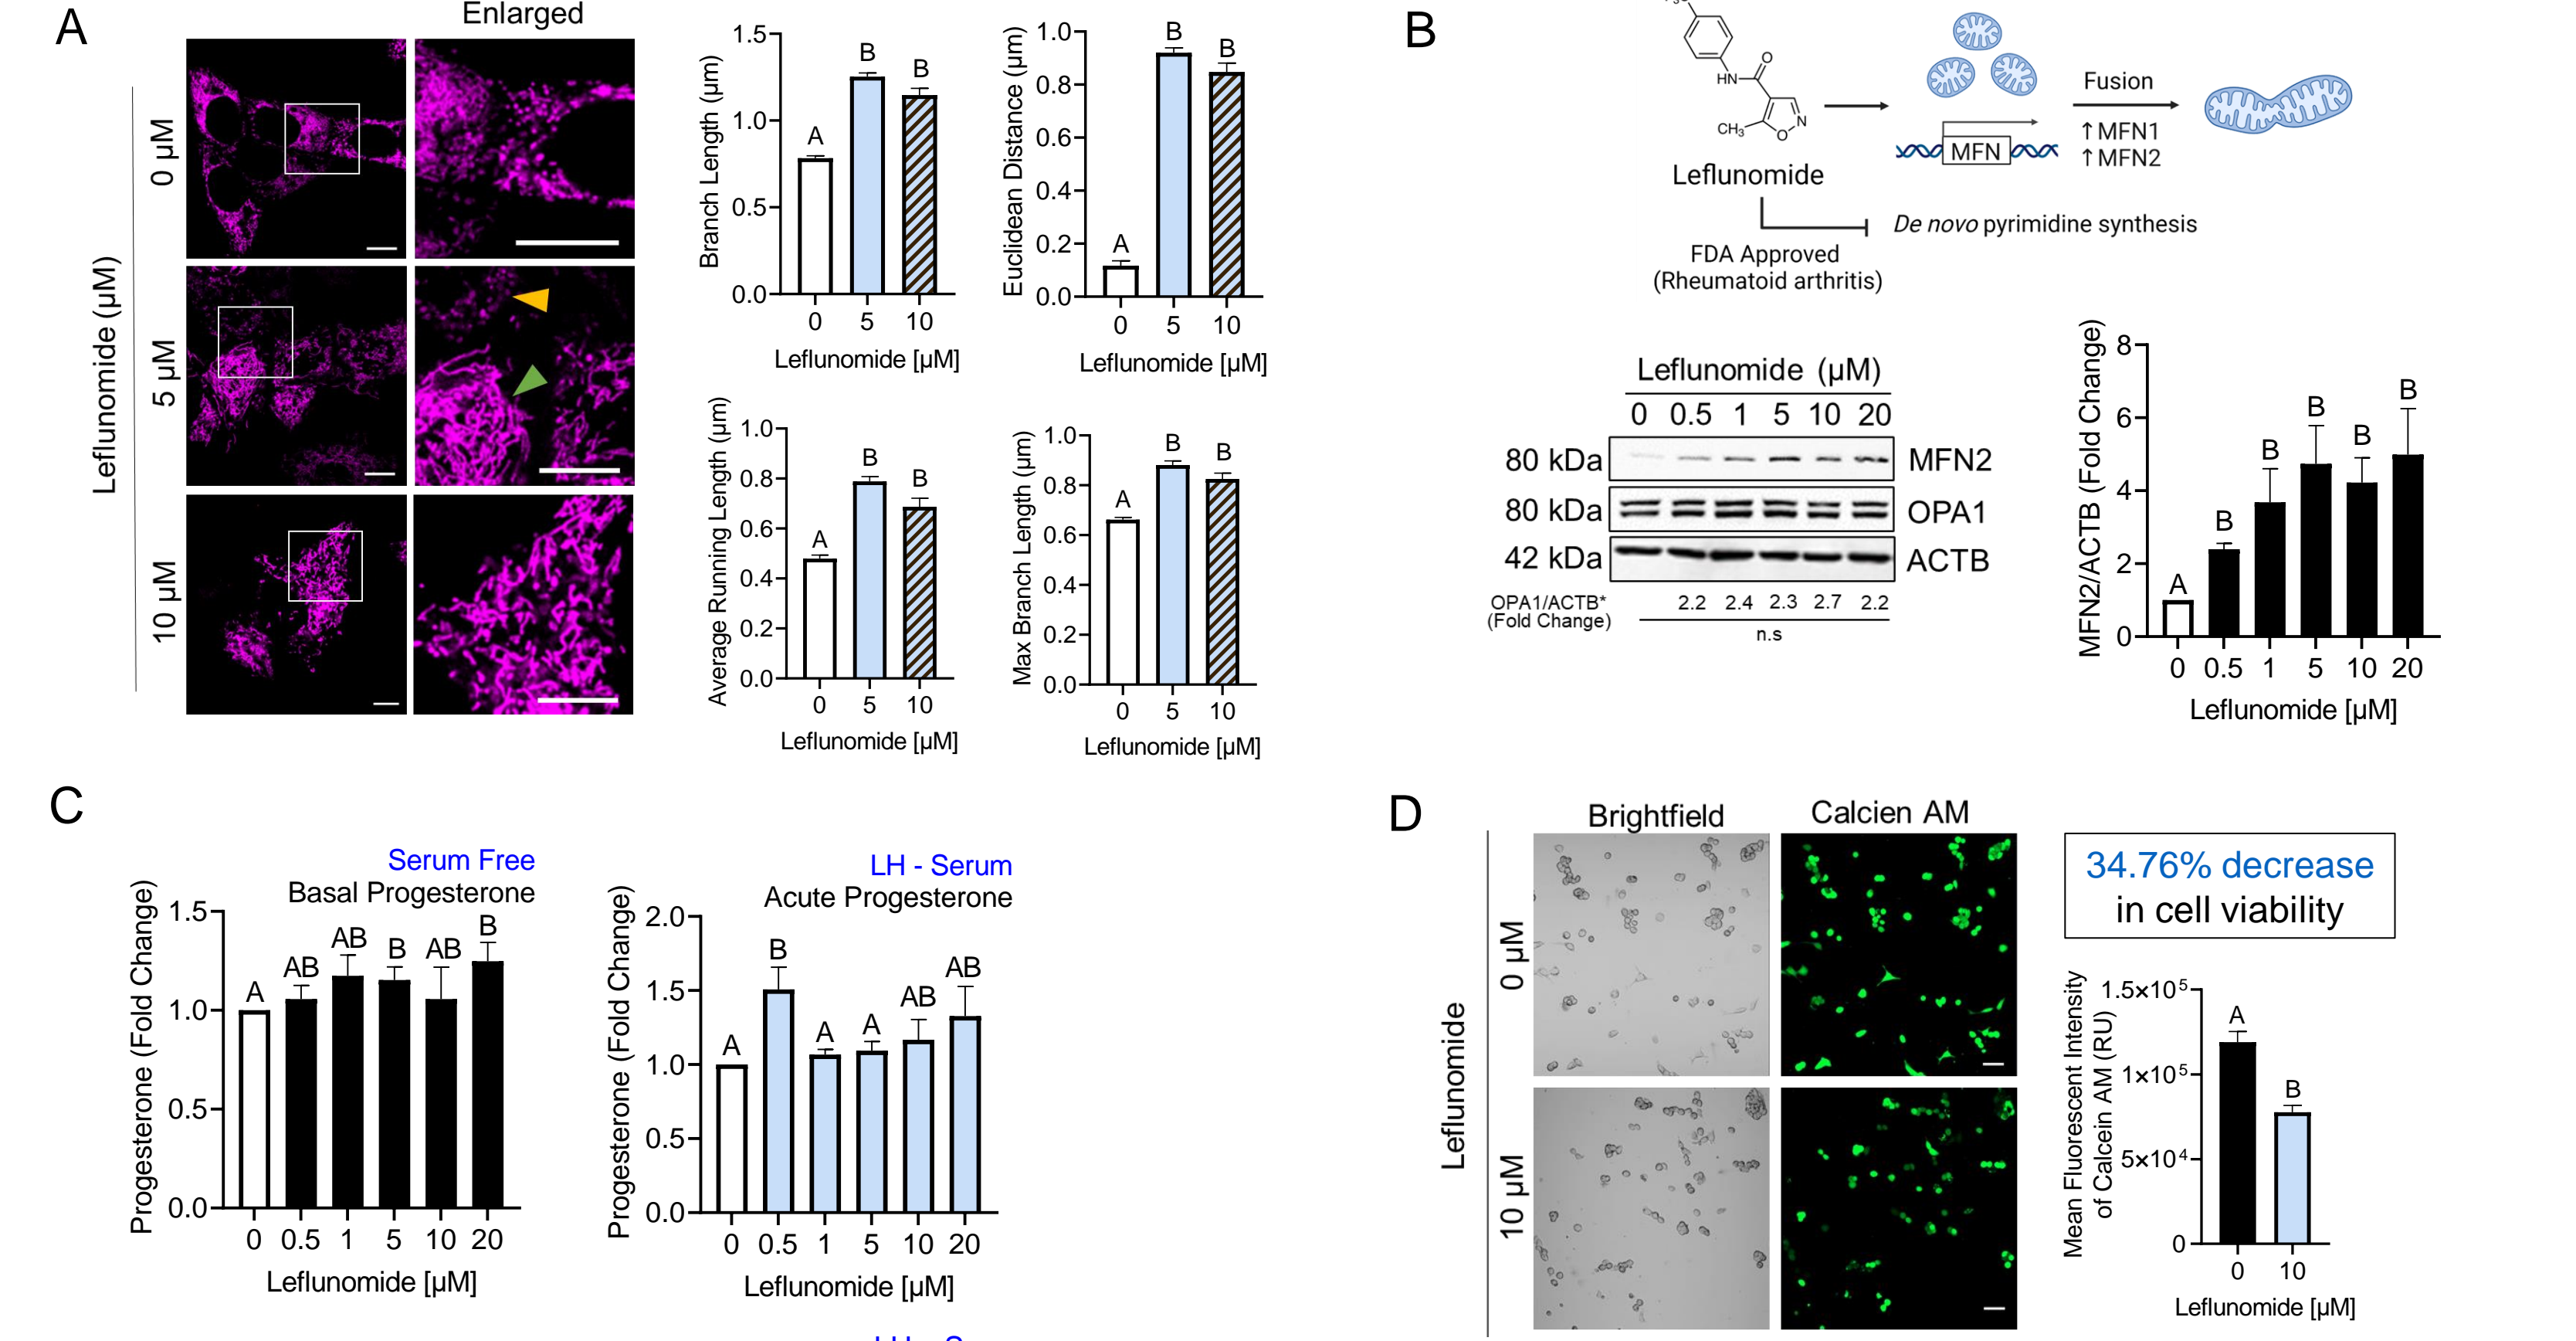 A
Enlarged
Leflunomide (µM)
0 µM
5 µM
10 µM
Branch Length (µm)
1.5
1.0
0.5
0.0
A
B
B
0 5 10
Leflunomide [µM]
Euclidean Distance (µm)
1.0
0.8
0.6
0.4
0.2
0.0
A
B
B
0 5 10
Leflunomide [µM]
Average Running Length (µm)
1.0
0.8
0.6
0.4
0.2
0.0
A
B
B
0 5 10
Leflunomide [µM]
Max Branch Length (µm)
1.0
0.8
0.6
0.4
0.2
0.0
A
B
B
0 5 10
Leflunomide [µM]
B
HN
O
CH3
O
N
Leflunomide
FDA Approved
(Rheumatoid arthritis)
De novo pyrimidine synthesis
MFN
Fusion
↑MFN1
↑MFN2
Leflunomide (µM)
0 0.5 1 5 10 20
80 kDa MFN2
80 kDa OPA1
42 kDa ACTB
OPA1/ACTB* 2.2 2.4 2.3 2.7 2.2
(Fold Change)
n.s
MFN2/ACTB (Fold Change)
8
6
4
2
0
A
B
B
B
B
B
0 0.5 1 5 10 20
Leflunomide [µM]
C
Serum Free
Basal Progesterone
Progesterone (Fold Change)
1.5
1.0
0.5
0.0
A
AB
AB
B
AB
B
0 0.5 1 5 10 20
Leflunomide [µM]
LH - Serum
Acute Progesterone
Progesterone (Fold Change)
2.0
1.5
1.0
0.5
0.0
A
B
A
A
AB
AB
0 0.5 1 5 10 20
Leflunomide [µM]
D
Brightfield
Calcien AM
Leflunomide
0 µM
10 µM
34.76% decrease
in cell viability
Mean Fluorescent Intensity
of Calcein AM (RU)
1.5×10⁵
1×10⁵
5×10⁴
0
A
B
0 10
Leflunomide [µM]